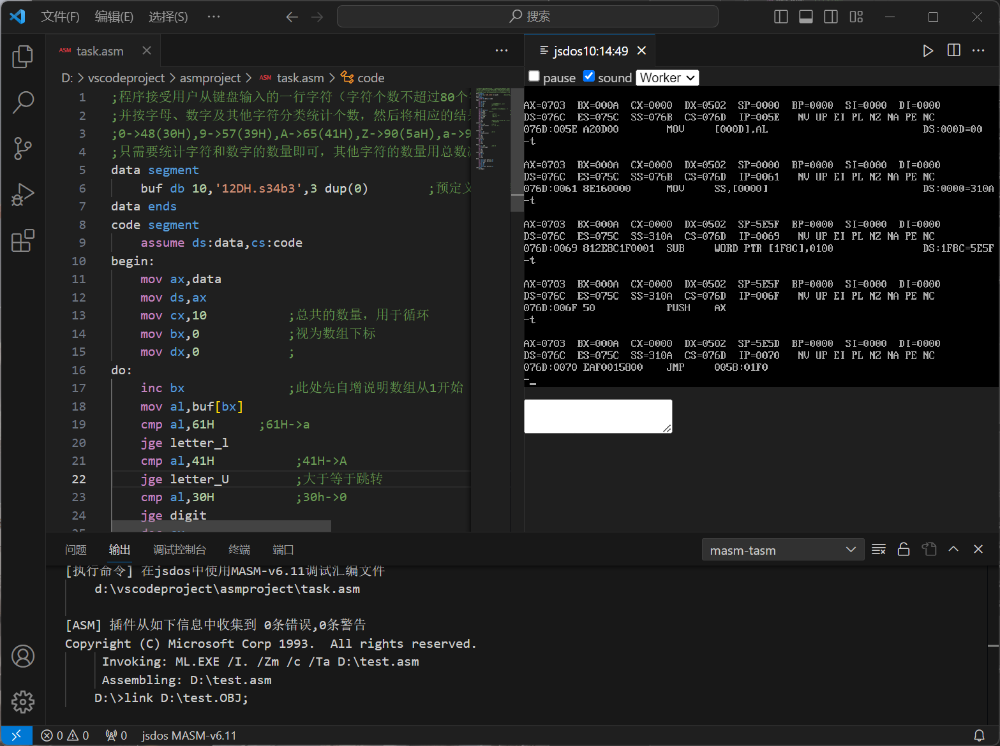 文件(F) 编辑(E) 选择(S) ··· 搜索
ASM task.asm
jsdos10:14:49
D: > vscodeproject > asmproject > ASM task.asm > code
pause sound Worker
1 ;程序接受用户从键盘输入的一行字符（字符个数不超过80个
2 ;并按字母、数字及其他字符分类统计个数，然后将相应的结
3 ;0->48(30H),9->57(39H),A->65(41H),Z->90(5aH),a->9
4 ;只需要统计字符和数字的数量即可，其他字符的数量用总数
5 data segment
6 buf db 10,'12DH.s34b3',3 dup(0) ;预定义
7 data ends
8 code segment
9 assume ds:data,cs:code
10 begin:
11 mov ax,data
12 mov ds,ax
13 mov cx,10 ;总共的数量，用于循环
14 mov bx,0 ;视为数组下标
15 mov dx,0 ;
16 do:
17 inc bx ;此处先自增说明数组从1开始
18 mov al,buf[bx]
19 cmp al,61H ;61H->a
20 jge letter_l
21 cmp al,41H ;41H->A
22 jge letter_U ;大于等于跳转
23 cmp al,30H ;30h->0
24 jge digit
AX=0703 BX=000A CX=0000 DX=0502 SP=0000 BP=0000 SI=0000 DI=0000
DS=076C ES=075C SS=076B CS=076D IP=005E NV UP EI PL NZ NA PE NC
076D:005E A20D00 MOV [000D],AL DS:000D=00
-t
AX=0703 BX=000A CX=0000 DX=0502 SP=0000 BP=0000 SI=0000 DI=0000
DS=076C ES=075C SS=076B CS=076D IP=0061 NV UP EI PL NZ NA PE NC
076D:0061 8E160000 MOV SS,[0000] DS:0000=310A
-t
AX=0703 BX=000A CX=0000 DX=0502 SP=5E5F BP=0000 SI=0000 DI=0000
DS=076C ES=075C SS=310A CS=076D IP=0069 NV UP EI PL NZ NA PE NC
076D:0069 812E8C1F0001 SUB WORD PTR [1F8C],0100 DS:1F8C=5E5F
-t
AX=0703 BX=000A CX=0000 DX=0502 SP=5E5F BP=0000 SI=0000 DI=0000
DS=076C ES=075C SS=310A CS=076D IP=006F NV UP EI PL NZ NA PE NC
076D:006F 50 PUSH AX
-t
AX=0703 BX=000A CX=0000 DX=0502 SP=5E5D BP=0000 SI=0000 DI=0000
DS=076C ES=075C SS=310A CS=076D IP=0070 NV UP EI PL NZ NA PE NC
076D:0070 EAF0015800 JMP 0058:01F0
-_
问题 输出 调试控制台 终端 端口 masm-tasm
[执行命令] 在jsdos中使用MASM-v6.11调试汇编文件
d:\vscodeproject\asmproject\task.asm
[ASM] 插件从如下信息中收集到 0条错误,0条警告
Copyright (C) Microsoft Corp 1993.  All rights reserved.
Invoking: ML.EXE /I. /Zm /c /Ta D:\test.asm
Assembling: D:\test.asm
D:\>link D:\test.OBJ;
0 0 0 jsdos MASM-v6.11